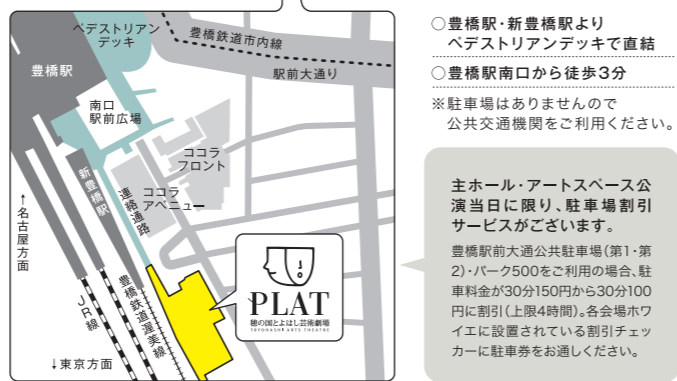 ペデストリアン
デッキ
豊橋鉄道市内線
駅前大通り
豊橋駅
南口
駅前広場
ココラ
フロント
新豊橋駅
連絡通路
ココラ
アベニュー
↑名古屋方面
JR線
豊橋鉄道渥美線
↓東京方面
PLAT
穂の国とよはし芸術劇場
TOYOHASHI ARTS THEATRE
○豊橋駅・新豊橋駅より
ペデストリアンデッキで直結
○豊橋駅南口から徒歩3分
※駐車場はありませんので
公共交通機関をご利用ください。
主ホール・アートスペース公
演当日に限り、駐車場割引
サービスがございます。
豊橋駅前大通公共駐車場(第1・第
2)・パーク500をご利用の場合、駐
車料金が30分150円から30分100
円に割引(上限4時間)。各会場ホワ
イエに設置されている割引チェッ
カーに駐車券をお通しください。